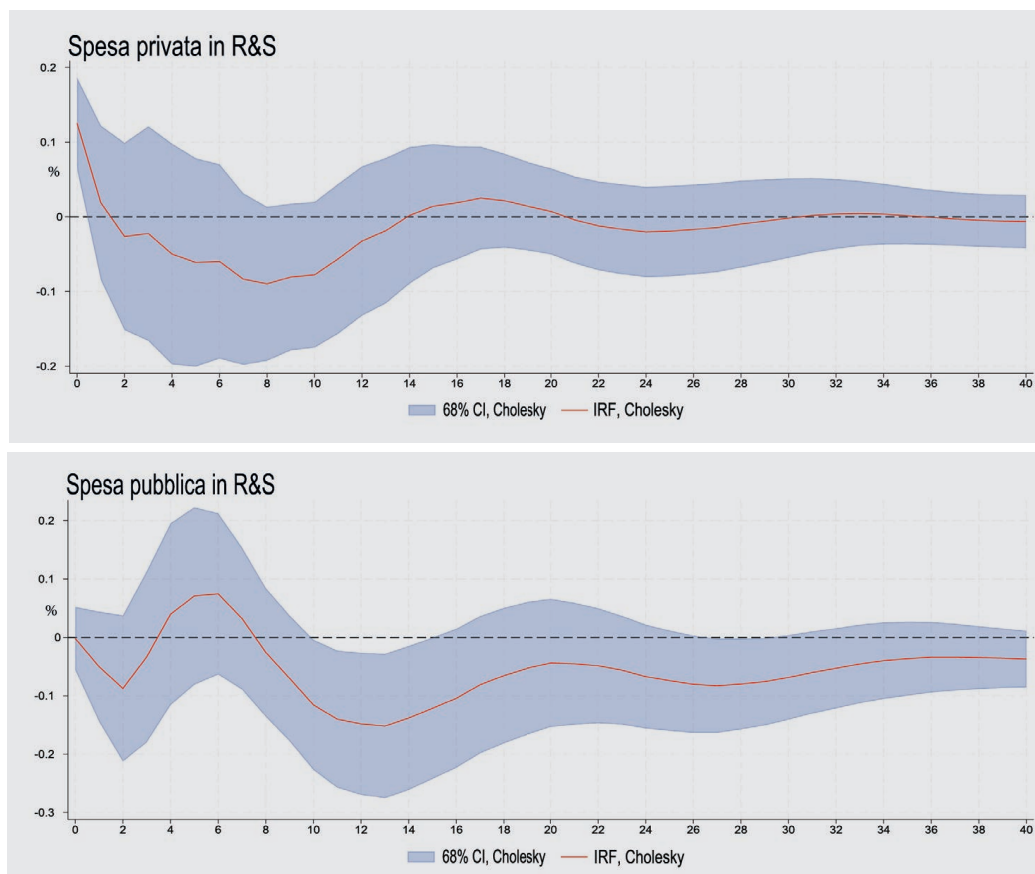 Spesa privata in R&S
0.2
0.1
%
0
-0.1
-0.2
0 2 4 6 8 10 12 14 16 18 20 22 24 26 28 30 32 34 36 38 40
68% CI, Cholesky IRF, Cholesky
Spesa pubblica in R&S
0.2
0.1
%
0
-0.1
-0.2
-0.3
0 2 4 6 8 10 12 14 16 18 20 22 24 26 28 30 32 34 36 38 40
68% CI, Cholesky IRF, Cholesky